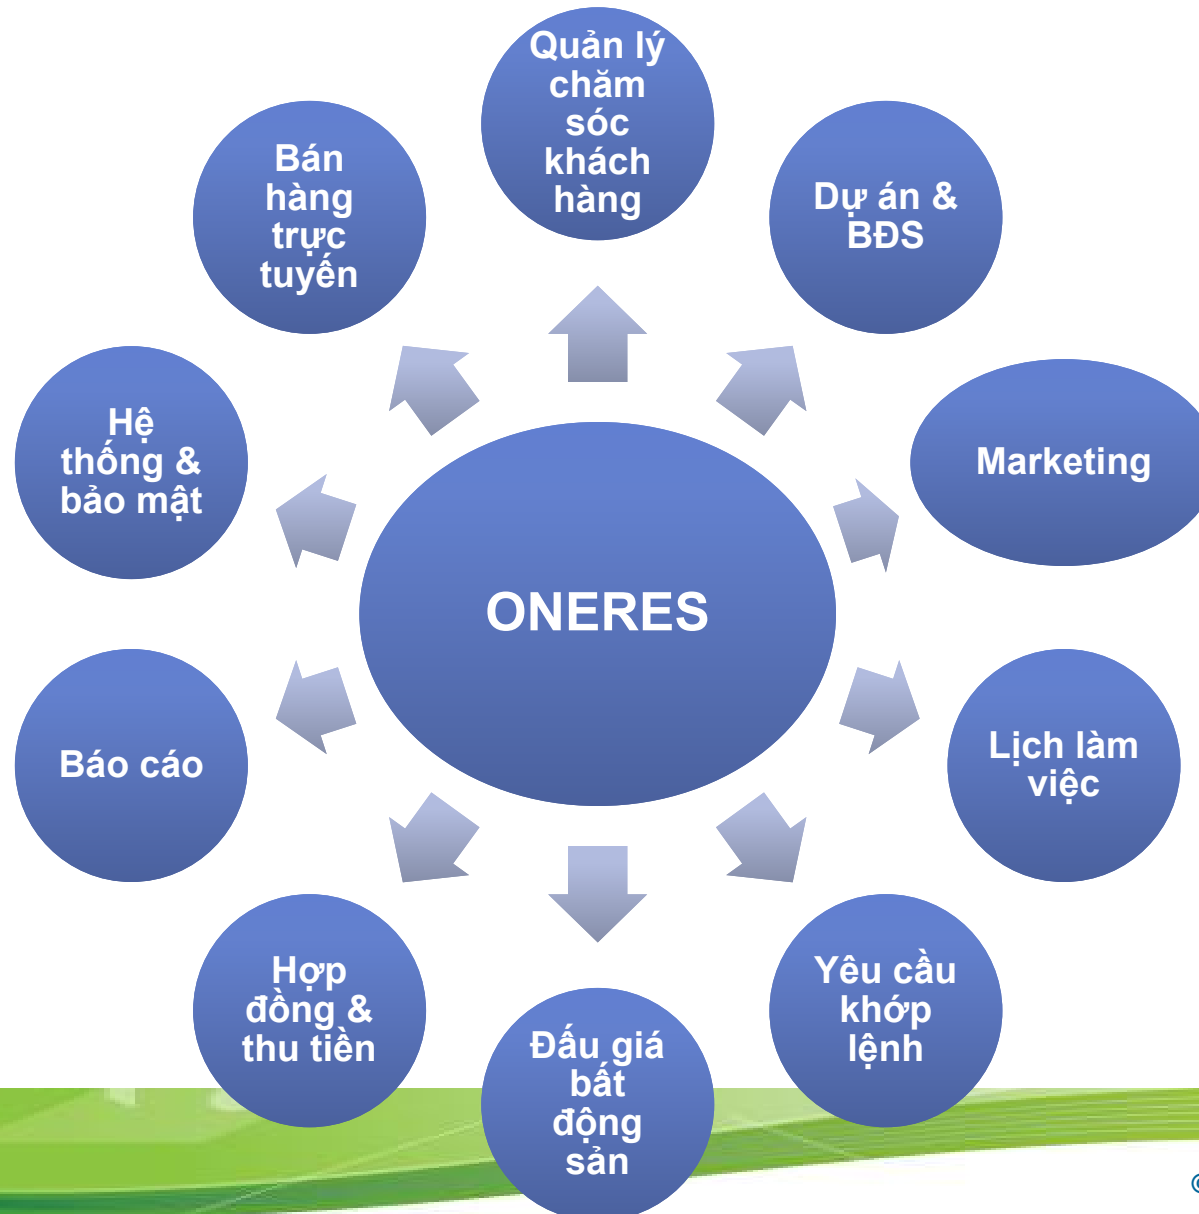 Quản lý
chăm
sóc
khách
hàng
Dự án &
BĐS
Marketing
Lịch làm
việc
Yêu cầu
khớp
lệnh
Đấu giá
bất
động
sản
Hợp
đồng &
thu tiền
Báo cáo
Hệ
thống &
bảo mật
Bán
hàng
trực
tuyến
ONERES
©